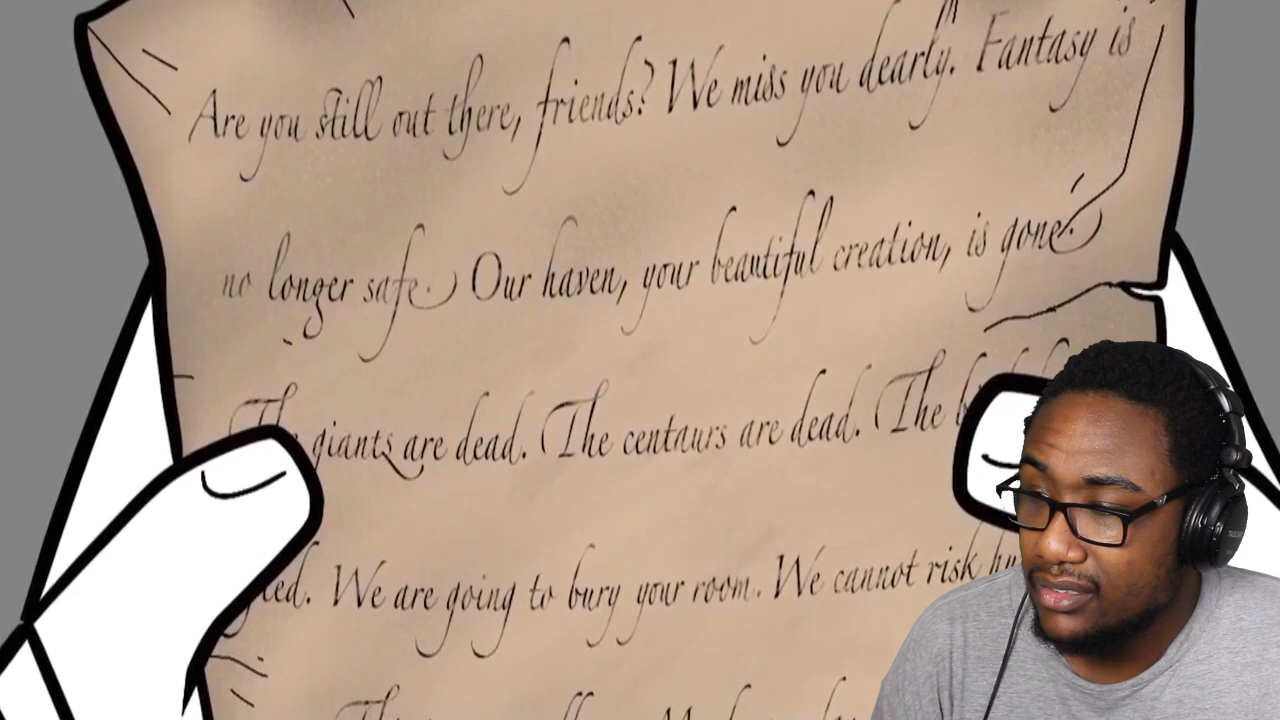 Are you still out there, friends? We miss you dearly. Fantasy is
no longer safe. Our haven, your beautiful creation, is gone.
The giants are dead. The centaurs are dead. The
We are going to bury your room. We cannot risk